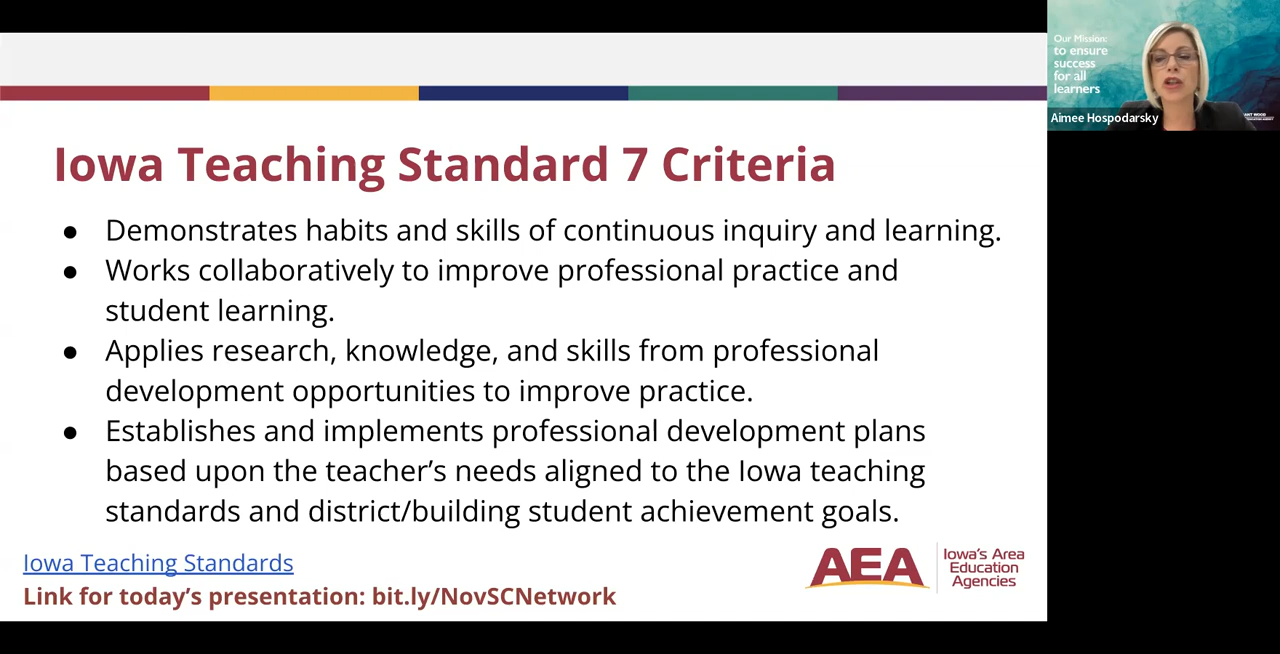 Iowa Teaching Standard 7 Criteria
● Demonstrates habits and skills of continuous inquiry and learning.
● Works collaboratively to improve professional practice and
student learning.
● Applies research, knowledge, and skills from professional
development opportunities to improve practice.
● Establishes and implements professional development plans
based upon the teacher’s needs aligned to the Iowa teaching
standards and district/building student achievement goals.
Iowa Teaching Standards
Link for today’s presentation: bit.ly/NovSCNetwork
AEA
Iowa's Area
Education
Agencies
Our Mission:
to ensure
success
for all
learners
Aimee Hospodarsky